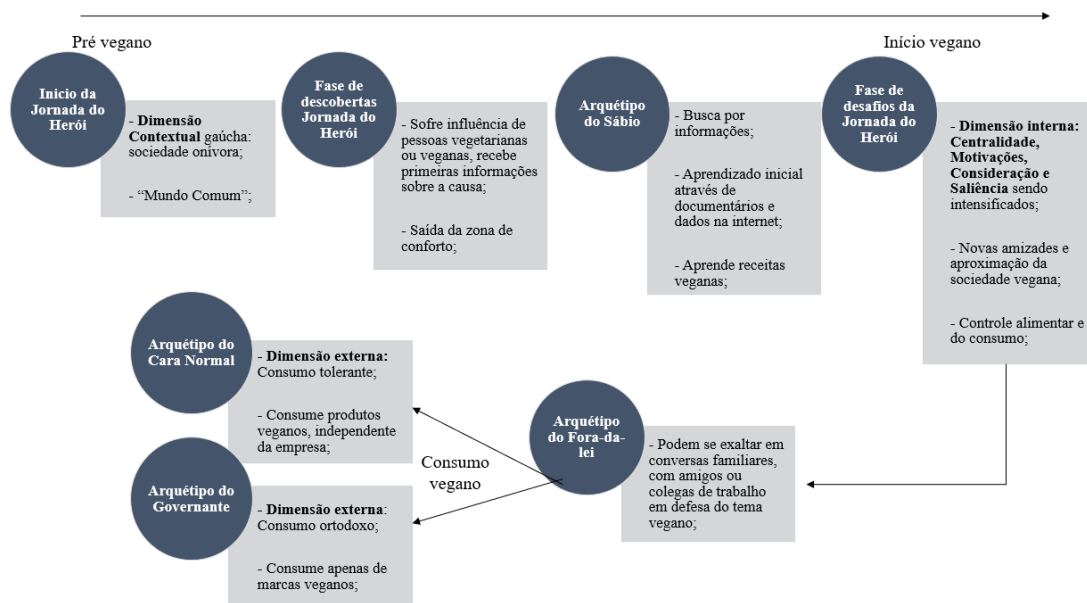 Pré vegano
Início vegano
Inicio da
Jornada do
Herói
- Dimensão
Contextual gaúcha:
sociedade onívora;
- “Mundo Comum”;
Fase de
descobertas
Jornada do
Herói
- Sofre influência de
pessoas vegetarianas
ou veganas, recebe
primeiras informações
sobre a causa;
- Saída da zona de
conforto;
Arquétipo
do Sábio
- Busca por
informações;
- Aprendizado inicial
através de
documentários e
dados na internet;
- Aprende receitas
veganas;
Fase de
desafios da
Jornada do
Herói
- Dimensão interna:
Centralidade,
Motivações,
Consideração e
Saliência sendo
intensificados;
- Novas amizades e
aproximação da
sociedade vegana;
- Controle alimentar e
do consumo;
Arquétipo do
Cara Normal
- Dimensão externa:
Consumo tolerante;
- Consume produtos
veganos, independente
da empresa;
Arquétipo do
Governante
- Dimensão externa:
Consumo ortodoxo;
- Consume apenas de
marcas veganos;
Consumo
vegano
Arquétipo
do Fora-da-
lei
- Podem se exaltar em
conversas familiares,
com amigos ou
colegas de trabalho
em defesa do tema
vegano;